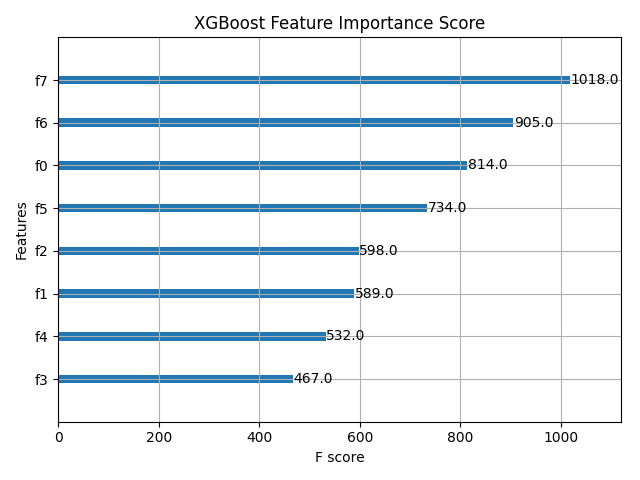 XGBoost Feature Importance Score
Features
f7 1018.0
f6 905.0
f0 814.0
f5 734.0
f2 598.0
f1 589.0
f4 532.0
f3 467.0
0 200 400 600 800 1000
F score